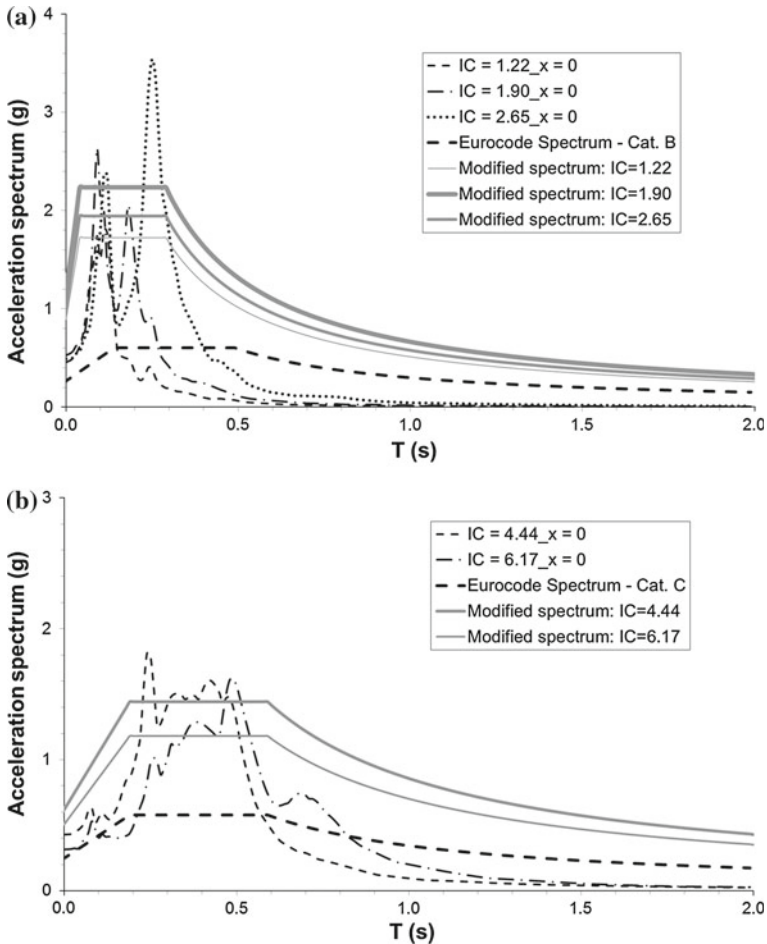 (a)
4
3
2
1
0
Acceleration spectrum (g)
IC = 1.22_x = 0
IC = 1.90_x = 0
IC = 2.65_x = 0
Eurocode Spectrum - Cat. B
Modified spectrum: IC=1.22
Modified spectrum: IC=1.90
Modified spectrum: IC=2.65
0.0 0.5 1.0 1.5 2.0
T (s)
(b)
3
2
1
0
Acceleration spectrum (g)
IC = 4.44_x = 0
IC = 6.17_x = 0
Eurocode Spectrum - Cat. C
Modified spectrum: IC=4.44
Modified spectrum: IC=6.17
0.0 0.5 1.0 1.5 2.0
T (s)